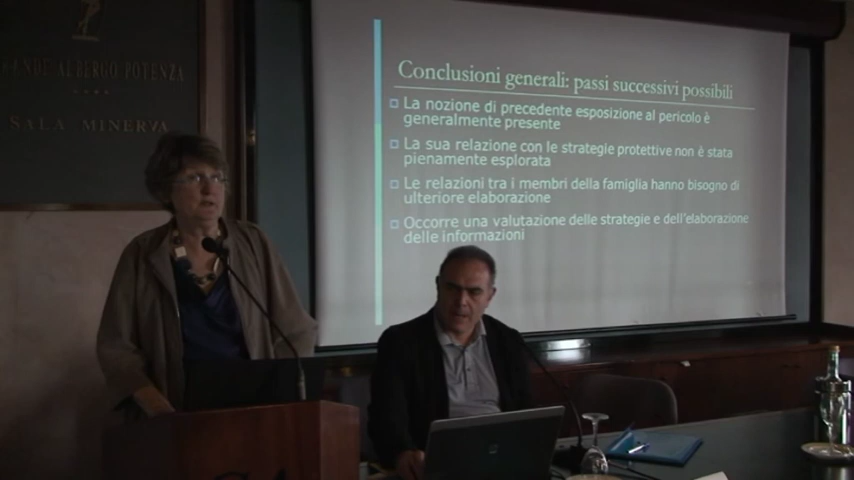 ANDE ALBERGO POTENZA
SALA MINERVA
Conclusioni generali: passi successivi possibili
La nozione di precedente esposizione al pericolo è
generalmente presente
La sua relazione con le strategie protettive non è stata
pienamente esplorata
Le relazioni tra i membri della famiglia hanno bisogno di
ulteriore elaborazione
Occorre una valutazione delle strategie e dell'elaborazione
delle informazioni